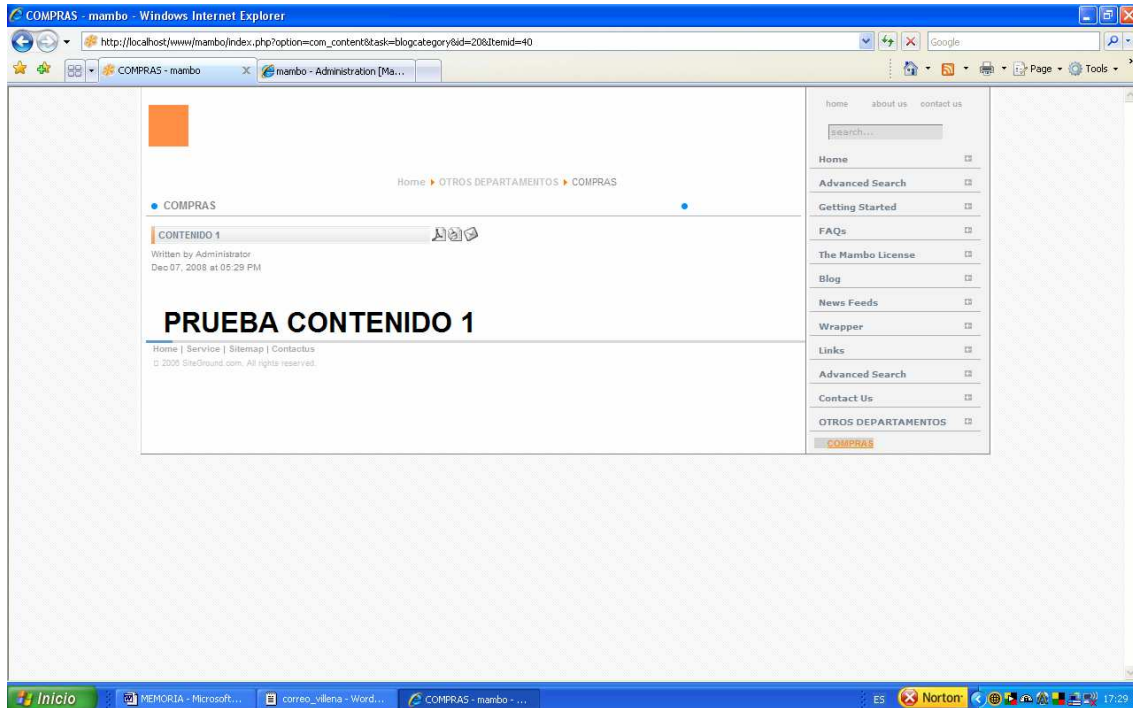 COMPRAS - mambo - Windows Internet Explorer
http://localhost/www/mambo/index.php?option=com_content&task=blogcategory&id=20&Itemid=40
Google
COMPRAS - mambo X
mambo - Administration [Ma...
Page Tools
home about us contact us
search...
Home
Home OTROS DEPARTAMENTOS COMPRAS
Advanced Search
COMPRAS
Getting Started
CONTENIDO 1
FAQs
Written by Administrator
The Mambo License
Dec 07, 2008 at 05:29 PM
Blog
News Feeds
PRUEBA CONTENIDO 1
Wrapper
Home | Service | Sitemap | Contactus
Links
SiteGround.com. All rights reserved.
Advanced Search
Contact Us
OTROS DEPARTAMENTOS
COMPRAS
Inicio
MEMORIA - Microsoft...
correo_villena - Word...
COMPRAS - mambo - ...
ES
Norton
17:29